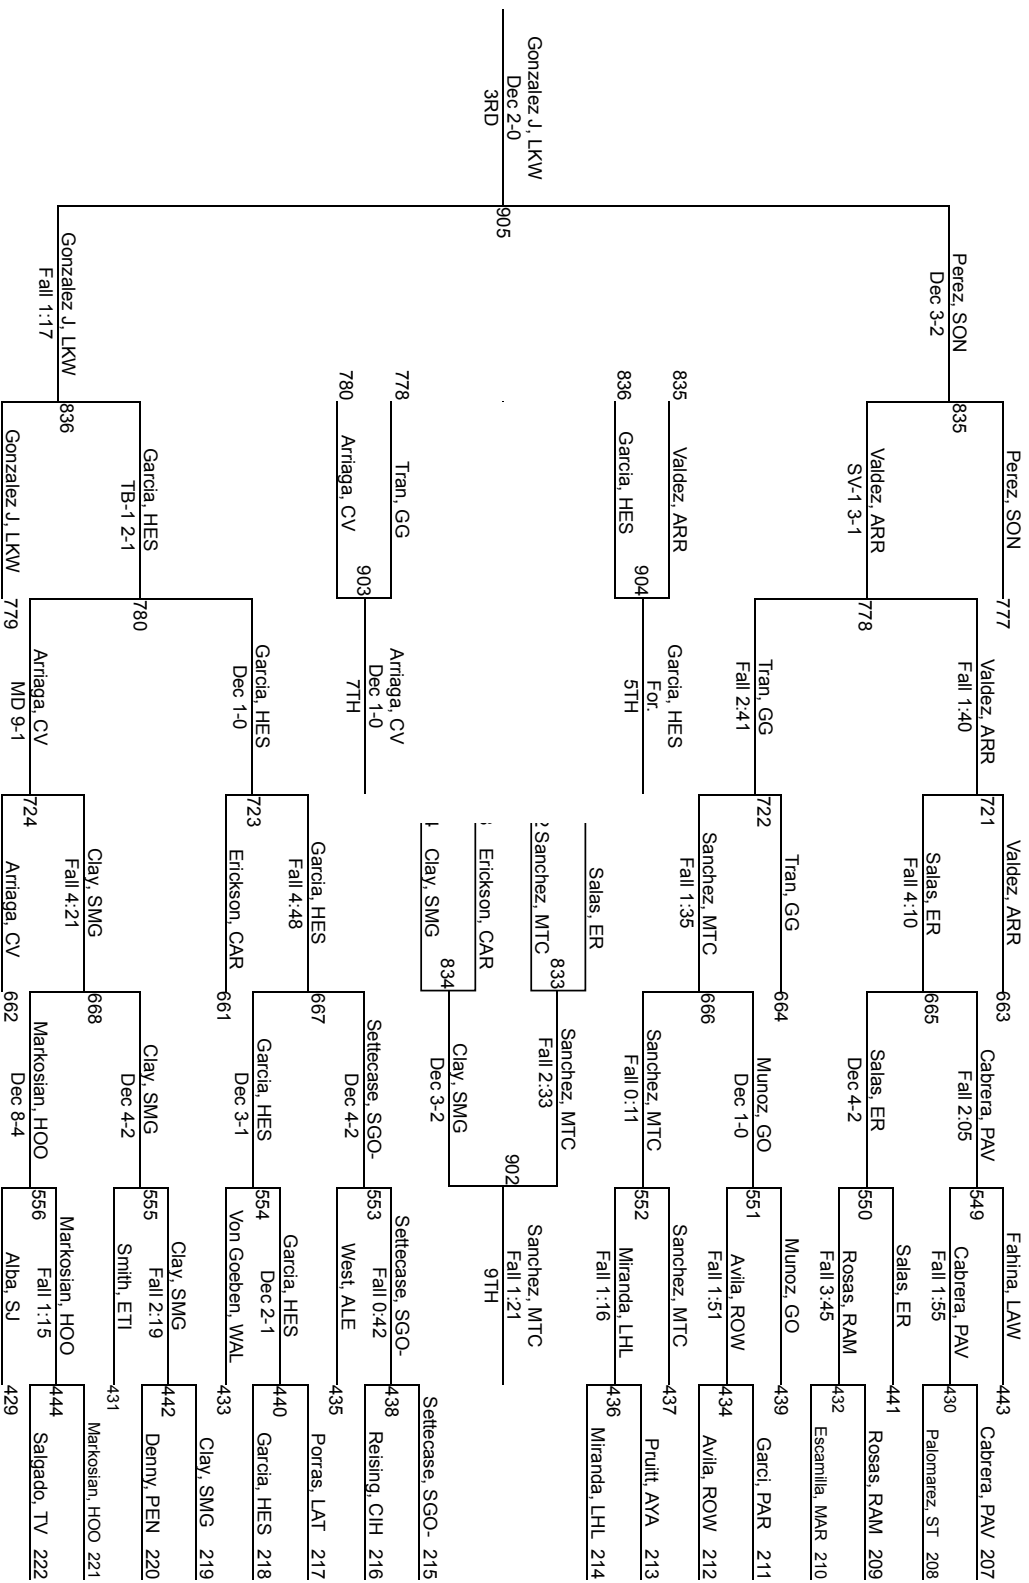 Cabrera, PAV 207
Palomarez, ST 208
Rosas, RAM 209
Escamilla, MAR 210
Garci, PAR 211
Avila, ROW 212
Pruitt, AYA 213
Miranda, LHL 214
Settecase, SGO- 215
Reising, CIH 216
Porras, LAT 217
Garcia, HES 218
Clay, SMG 219
Denny, PEN 220
Markosian, HOO 221
Salgado, TV 222
443
430
441
432
439
434
437
436
438
435
440
433
442
431
444
429
Fahina, LAW
Cabrera, PAV
Fall 1:55
Salas, ER
Rosas, RAM
Fall 3:45
Munoz, GO
Avila, ROW
Fall 1:51
Sanchez, MTC
Miranda, LHL
Fall 1:16
Settecase, SGO-
Fall 0:42
West, ALE
Garcia, HES
Dec 2-1
Von Goeben, WAL
Clay, SMG
Fall 2:19
Smith, ETI
Markosian, HOO
Fall 1:15
Alba, SJ
549
550
551
552
553
554
555
556
Cabrera, PAV
Fall 2:05
Salas, ER
Dec 4-2
Munoz, GO
Dec 1-0
Sanchez, MTC
Fall 0:11
Settecase, SGO-
Dec 4-2
Garcia, HES
Dec 3-1
Clay, SMG
Dec 4-2
Markosian, HOO
Dec 8-4
663
665
664
666
667
661
668
662
Valdez, ARR
Salas, ER
Fall 4:10
Tran, GG
Sanchez, MTC
Fall 1:35
Garcia, HES
Fall 4:48
Erickson, CAR
Clay, SMG
Fall 4:21
Arriaga, CV
721
722
723
724
Valdez, ARR
Fall 1:40
Tran, GG
Fall 2:41
Garcia, HES
Dec 1-0
Arriaga, CV
MD 9-1
777
778
780
779
Perez, SON
Valdez, ARR
SV-1 3-1
Garcia, HES
TB-1 2-1
Gonzalez J, LKW
835
836
Perez, SON
Dec 3-2
Gonzalez J, LKW
Fall 1:17
905
Gonzalez J, LKW
Dec 2-0
3RD
835 Valdez, ARR
836 Garcia, HES
904
Garcia, HES
For.
5TH
778 Tran, GG
780 Arriaga, CV
903
Arriaga, CV
Dec 1-0
7TH
Salas, ER
Sanchez, MTC
833
Erickson, CAR
Clay, SMG
834
Sanchez, MTC
Fall 2:33
Clay, SMG
Dec 3-2
902
Sanchez, MTC
Fall 1:21
9TH